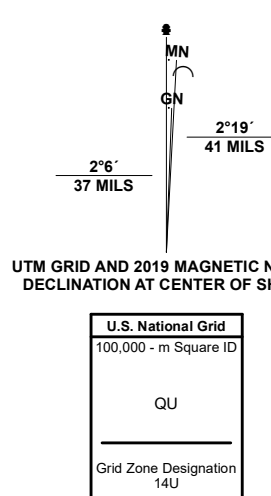 MN
GN
2°19´
41 MILS
2°6´
37 MILS
UTM GRID AND 2019 MAGNETIC N
DECLINATION AT CENTER OF SH
U.S. National Grid
100,000 - m Square ID
QU
Grid Zone Designation
14U